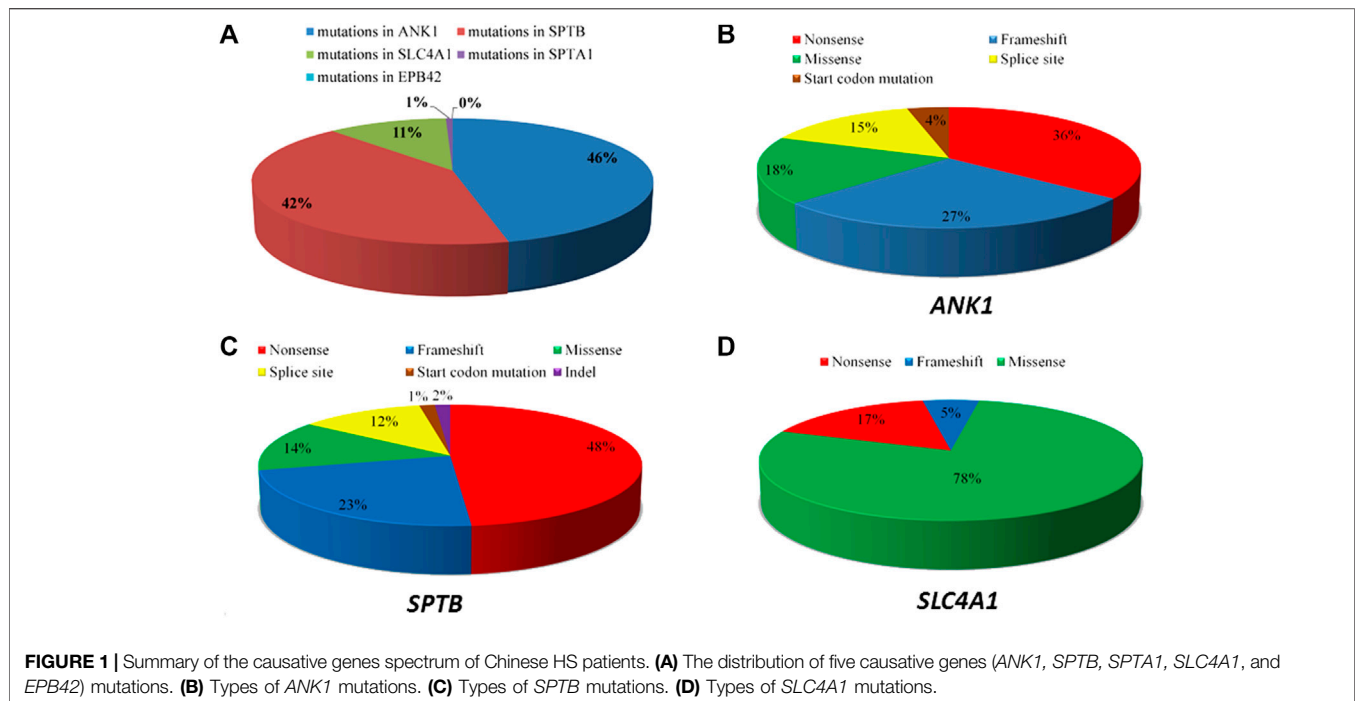 A
mutations in ANK1 mutations in SPTB
mutations in SLC4A1 mutations in SPTA1
mutations in EPB42
1% 0%
11%
46%
42%
B
Nonsense Frameshift
Missense Splice site
Start codon mutation
4%
15%
36%
18%
27%
ANK1
C
Nonsense Frameshift Missense
Splice site Start codon mutation Indel
1% 2%
12%
48%
14%
23%
SPTB
D
Nonsense Frameshift Missense
17% 5%
78%
SLC4A1
FIGURE 1 | Summary of the causative genes spectrum of Chinese HS patients. (A) The distribution of five causative genes (ANK1, SPTB, SPTA1, SLC4A1, and
EPB42) mutations. (B) Types of ANK1 mutations. (C) Types of SPTB mutations. (D) Types of SLC4A1 mutations.